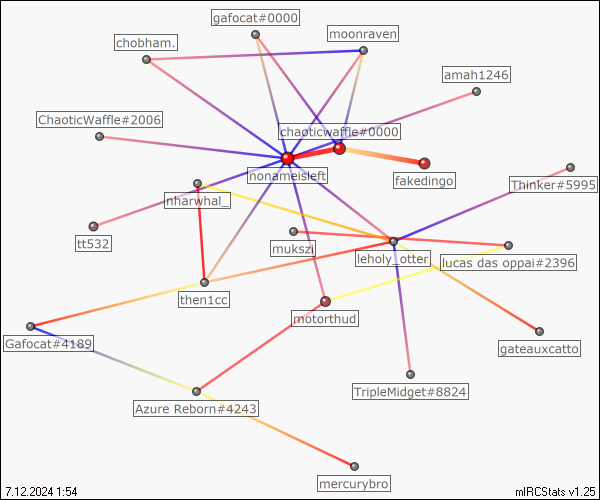 gafocat#0000
moonraven
chobham.
amah1246
ChaoticWaffle#2006
chaoticwaffle#0000
nonameisleft
fakedingo
Thinker#5995
nharwhal_
tt532
mukszi
leholy_otter
lucas das oppai#2396
then1cc
motorthud
Gafocat#4189
gateauxcatto
TripleMidget#8824
Azure Reborn#4243
mercurybro
7.12.2024 1:54
mIRCStats v1.25